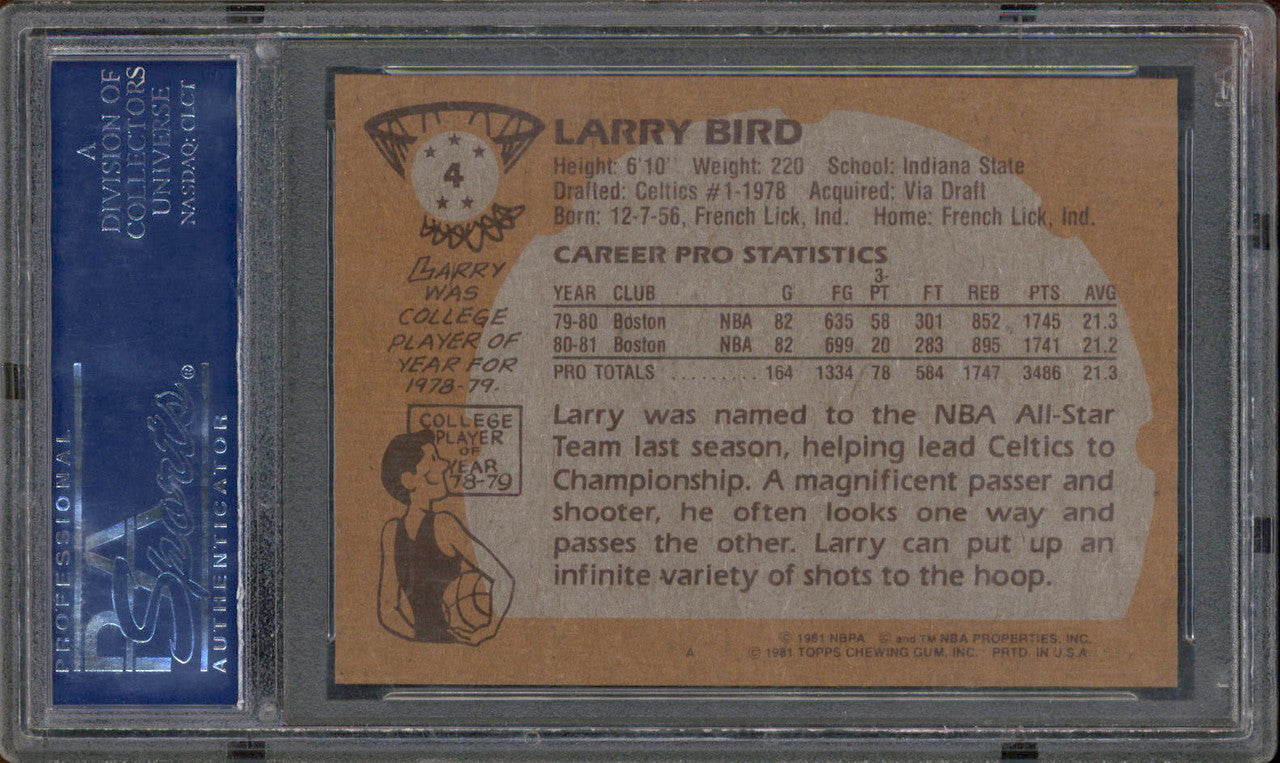 A
DIVISION OF
COLLECTORS
UNIVERSE
NASDAQ: CLCT
PSA
Sports®
PROFESSIONAL
AUTHENTICATOR
4
LARRY BIRD
Height: 6'10" Weight: 220 School: Indiana State
Drafted: Celtics #1-1978 Acquired: Via Draft
Born: 12-7-56, French Lick, Ind. Home: French Lick, Ind.
CAREER PRO STATISTICS
YEAR CLUB G FG 3-PT FT REB PTS AVG
79-80 Boston NBA 82 635 58 301 852 1745 21.3
80-81 Boston NBA 82 699 20 283 895 1741 21.2
PRO TOTALS .......... 164 1334 78 584 1747 3486 21.3
LARRY
WAS
COLLEGE
PLAYER OF
YEAR FOR
1978-79.
COLLEGE
PLAYER
OF
YEAR
78-79
Larry was named to the NBA All-Star
Team last season, helping lead Celtics to
Championship. A magnificent passer and
shooter, he often looks one way and
passes the other. Larry can put up an
infinite variety of shots to the hoop.
© 1981 NBPA © and TM NBA PROPERTIES, INC.
A © 1981 TOPPS CHEWING GUM, INC. PRTD. IN U.S.A